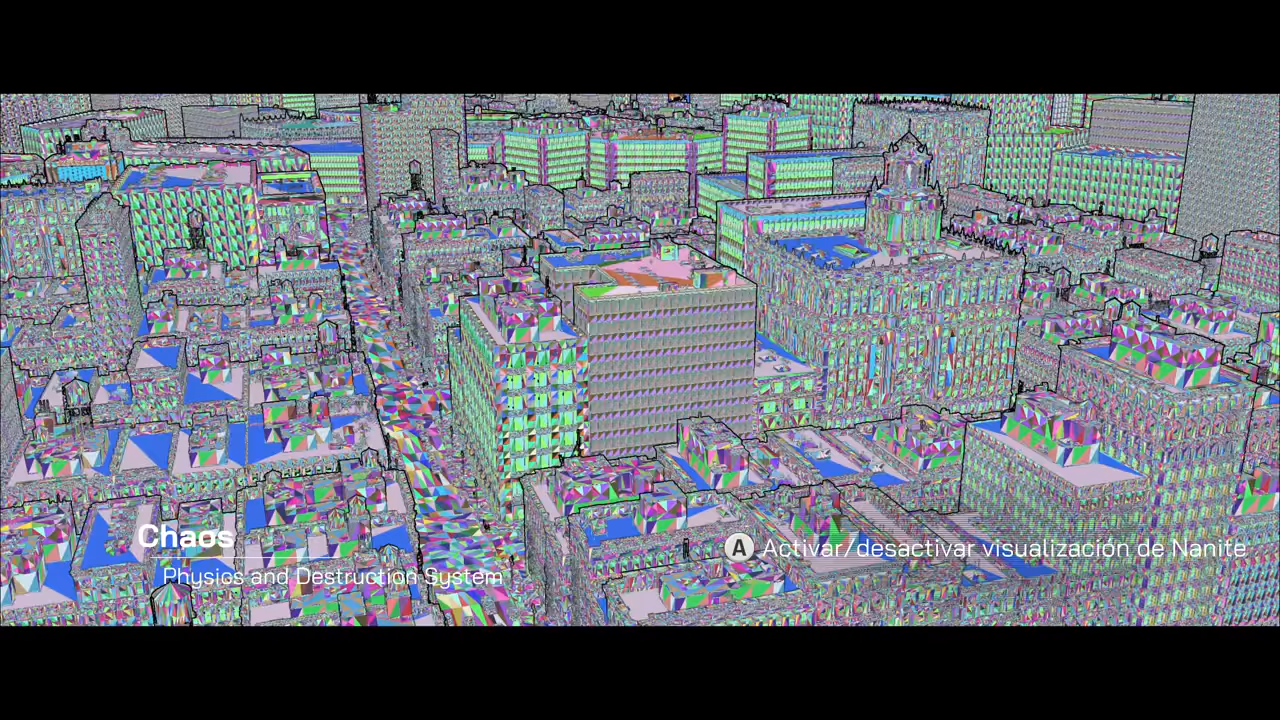 Chaos
Physics and Destruction System
A Activar/desactivar visualización de Nanite